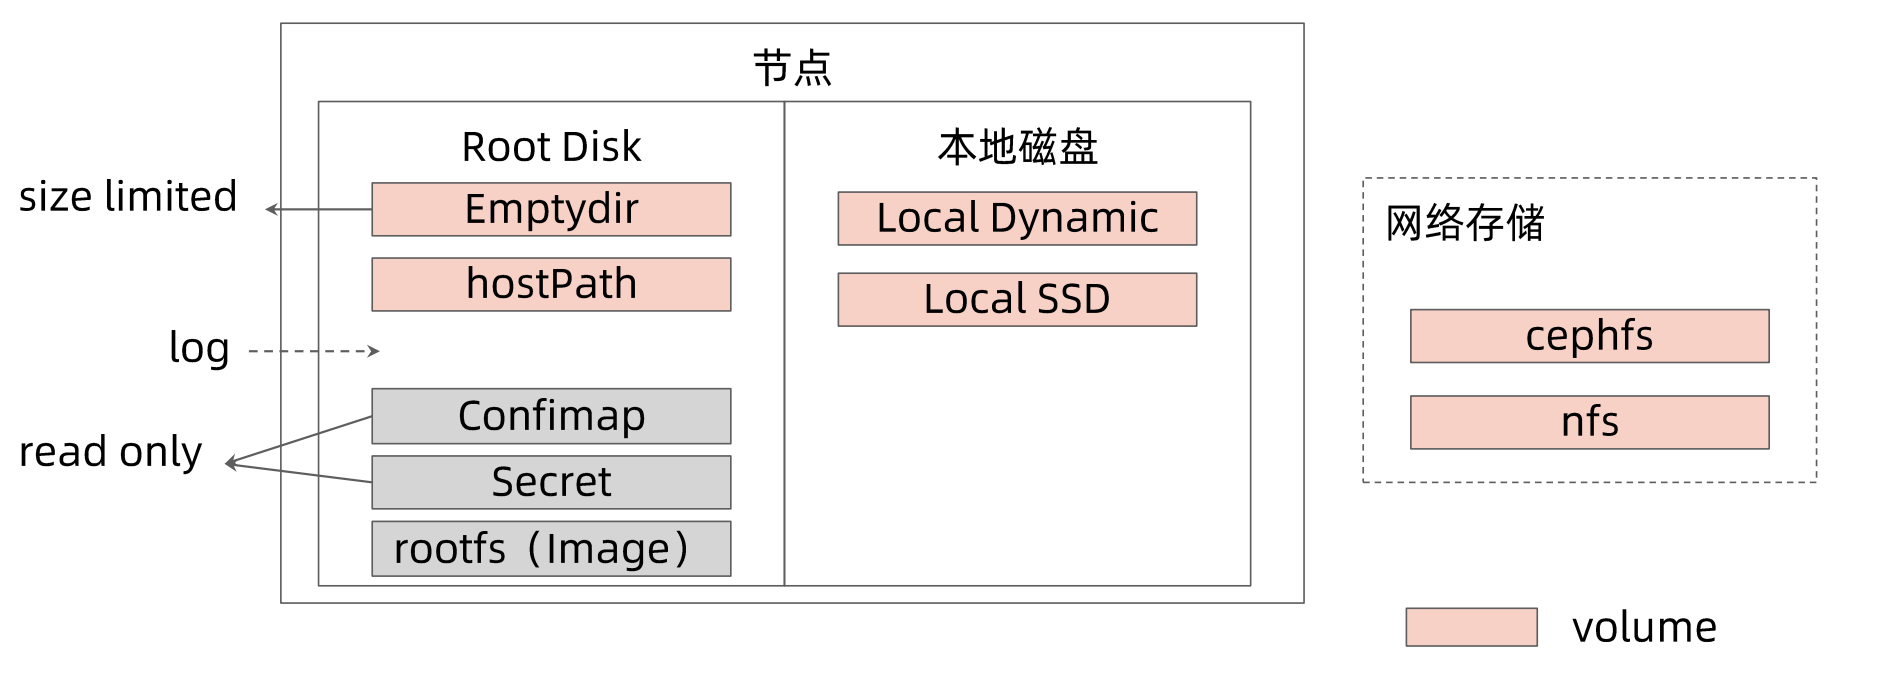 节点
Root Disk
本地磁盘
size limited
Emptydir
Local Dynamic
hostPath
Local SSD
log
Confimap
read only
Secret
rootfs（Image）
网络存储
cephfs
nfs
volume